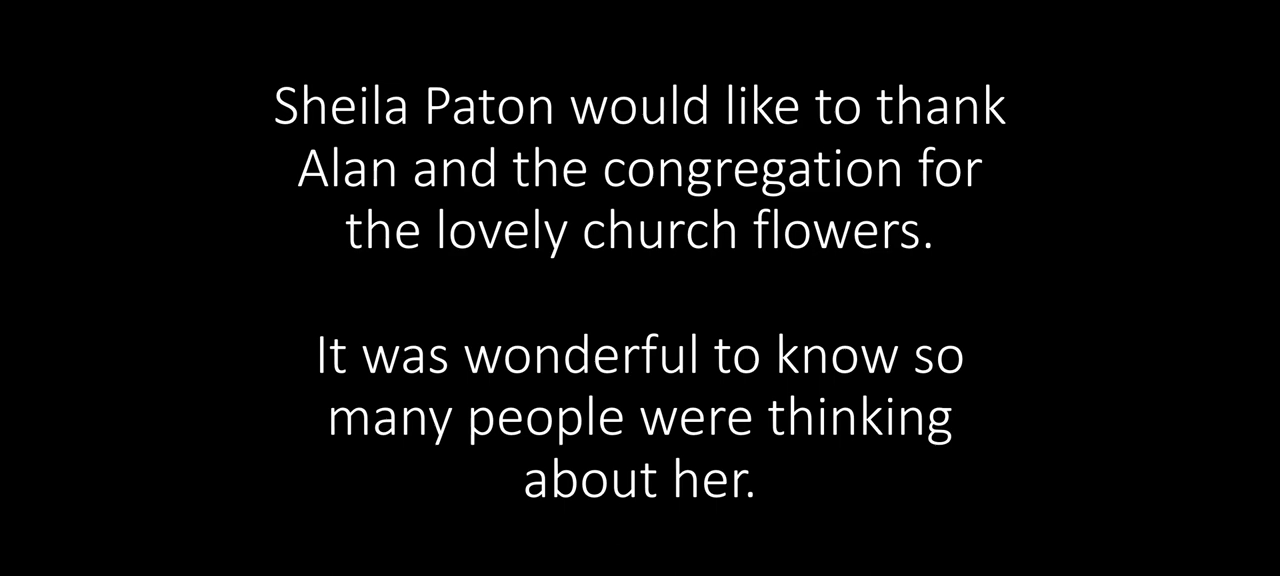 Sheila Paton would like to thank
Alan and the congregation for
the lovely church flowers.
It was wonderful to know so
many people were thinking
about her.